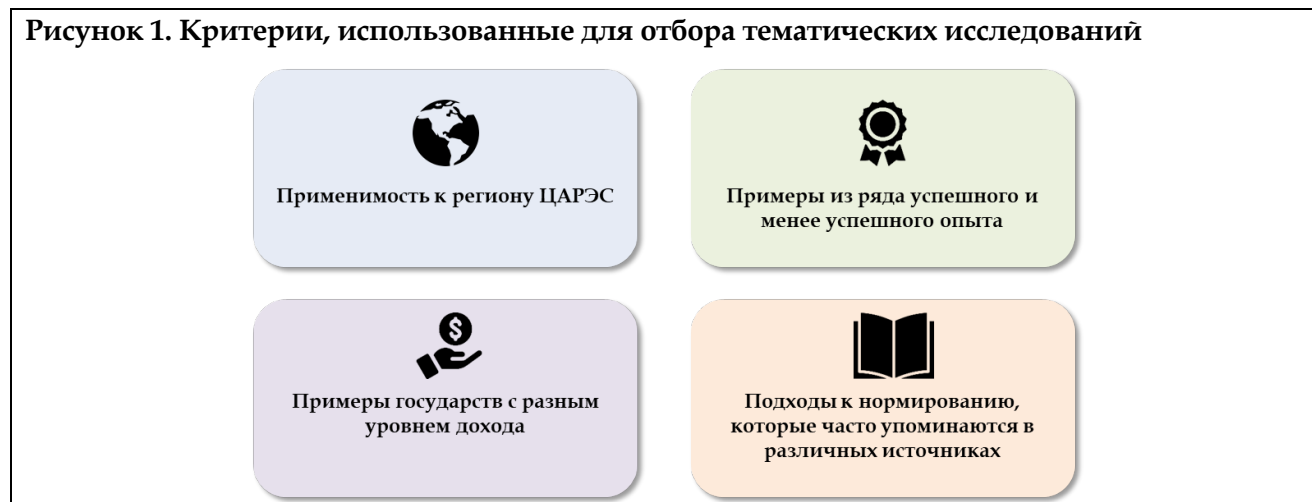 Рисунок 1. Критерии, использованные для отбора тематических исследований
Применимость к региону ЦАРЭС
Примеры из ряда успешного и
менее успешного опыта
$
Примеры государств с разным
уровнем дохода
Подходы к нормированию,
которые часто упоминаются в
различных источниках